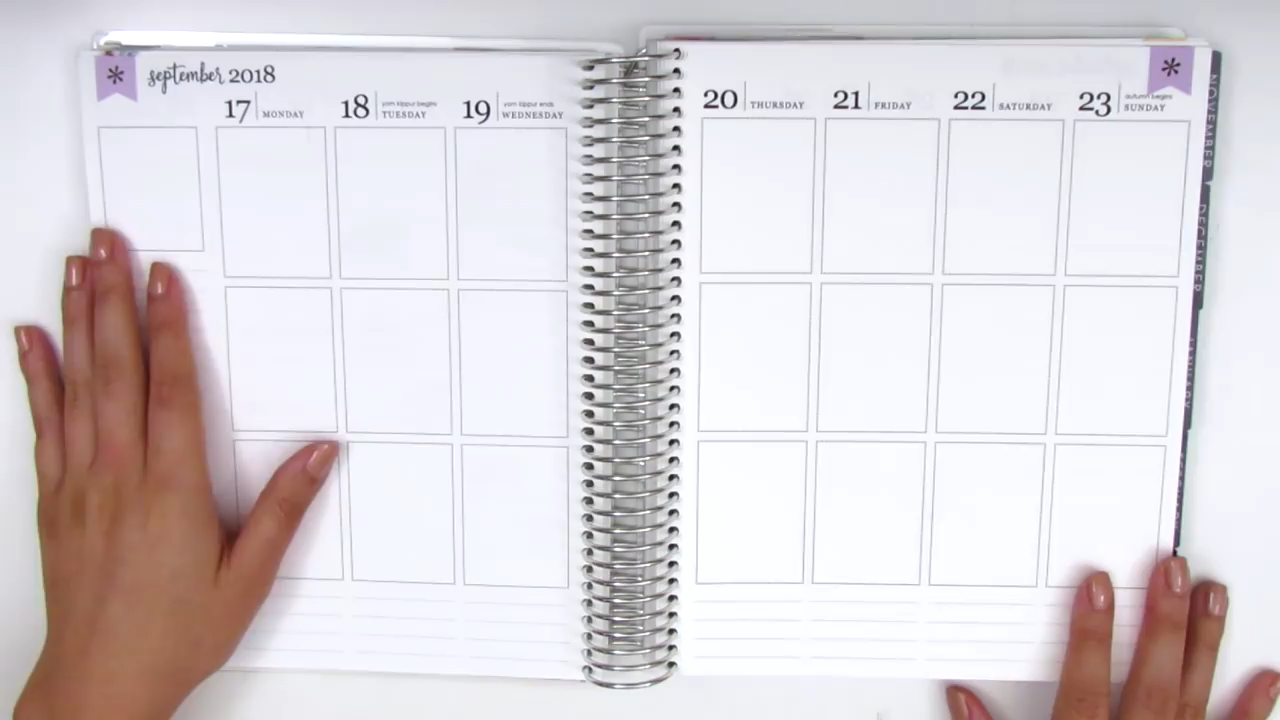 * september 2018
17 MONDAY
18 yom kippur begins TUESDAY
19 yom kippur ends WEDNESDAY
20 THURSDAY
21 FRIDAY
22 SATURDAY
23 autumn begins SUNDAY
*
NOVEMBER
DECEMBER
JANUARY